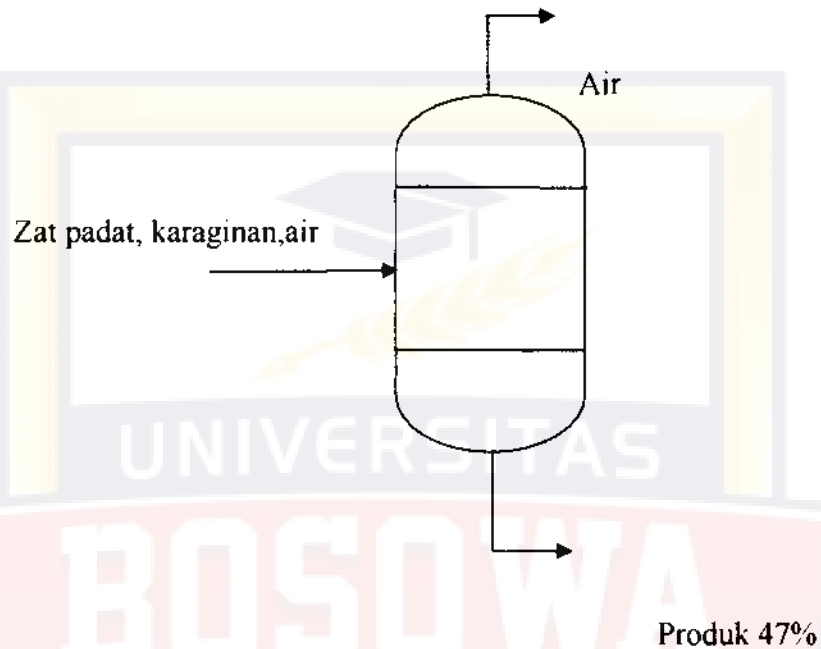 Air
Zat padat, karaginan,air
UNIVERSITAS
BOSOWA
Produk 47%